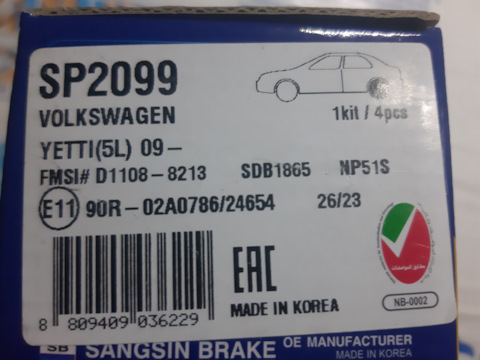 SP2099
VOLKSWAGEN
1kit / 4pcs
YETTI(5L) 09-
FMSI# D1108-8213 SDB1865 NP51S
E11 90R-02A0786/24654 26/23
EAC
MADE IN KOREA
NB-0002
8 809409 036229
SB SANGSIN BRAKE OE MANUFACTURER
MADE IN KOREA